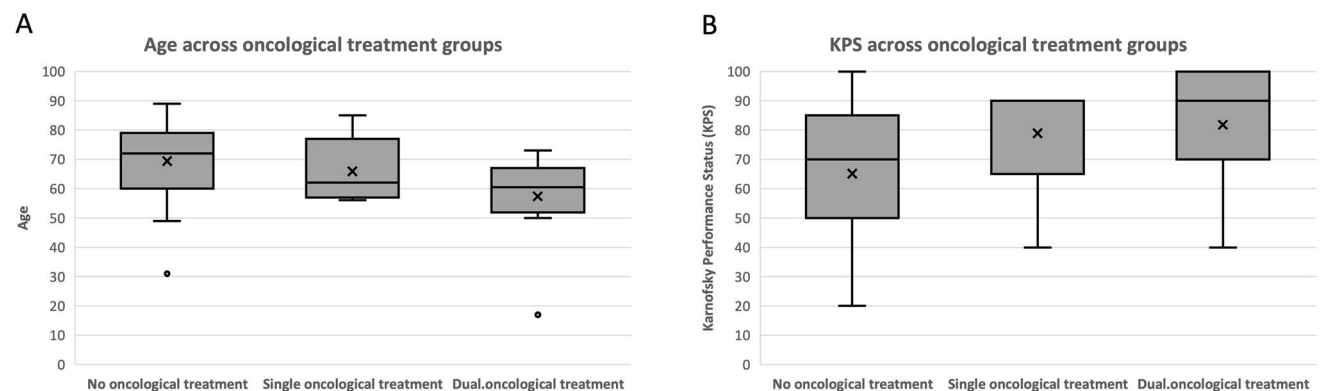 A
Age across oncological treatment groups
Age
100
90
80
70
60
50
40
30
20
10
0
No oncological treatment Single oncological treatment Dual.oncological treatment
B
KPS across oncological treatment groups
Karnofsky Performance Status (KPS)
100
90
80
70
60
50
40
30
20
10
0
No oncological treatment Single oncological treatment Dual.oncological treatment